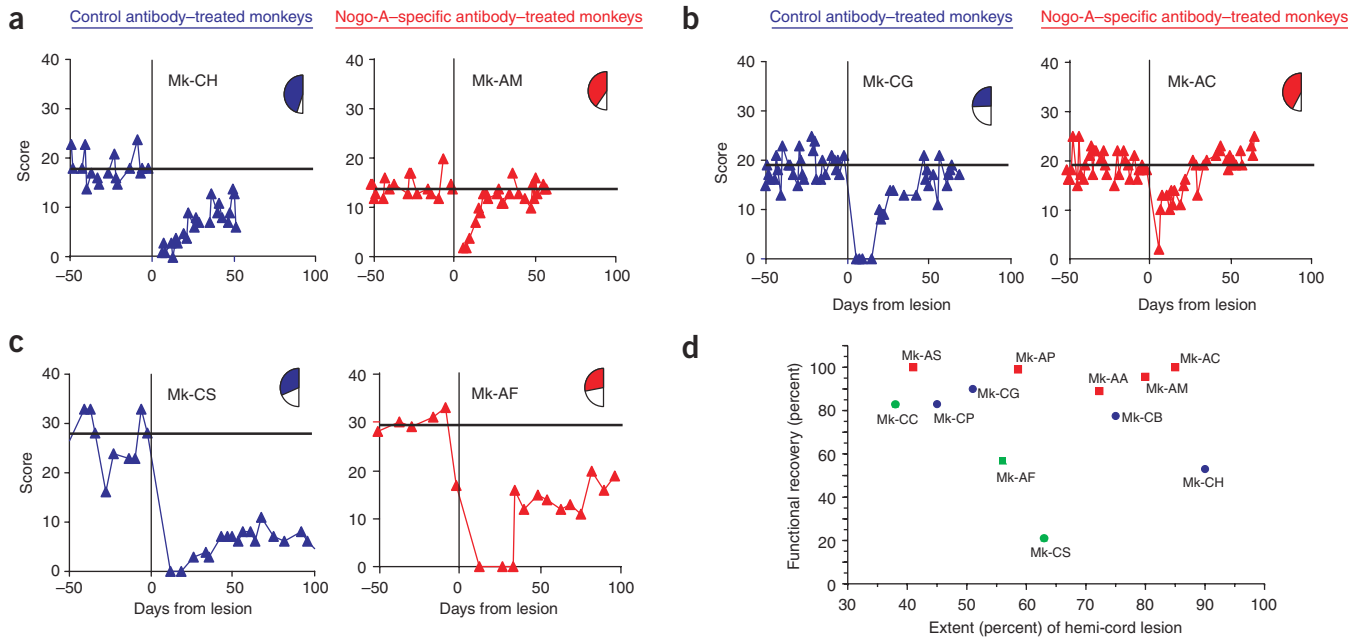 a
Control antibody–treated monkeys
Nogo-A–specific antibody–treated monkeys
Score
40
30
20
10
0
Mk-CH
–50
0
50
100
Days from lesion
40
30
20
10
0
Mk-AM
–50
0
50
100
Days from lesion
b
Control antibody–treated monkeys
Nogo-A–specific antibody–treated monkeys
40
30
20
10
0
Mk-CG
–50
0
50
100
Days from lesion
40
30
20
10
0
Mk-AC
–50
0
50
100
Days from lesion
c
Score
40
30
20
10
0
Mk-CS
–50
0
50
100
Days from lesion
40
30
20
10
0
Mk-AF
–50
0
50
100
Days from lesion
d
Functional recovery (percent)
100
80
60
40
20
0
Mk-AS
Mk-AP
Mk-AC
Mk-AA
Mk-AM
Mk-CC
Mk-CP
Mk-CG
Mk-CB
Mk-AF
Mk-CH
Mk-CS
30
40
50
60
70
80
90
100
Extent (percent) of hemi-cord lesion